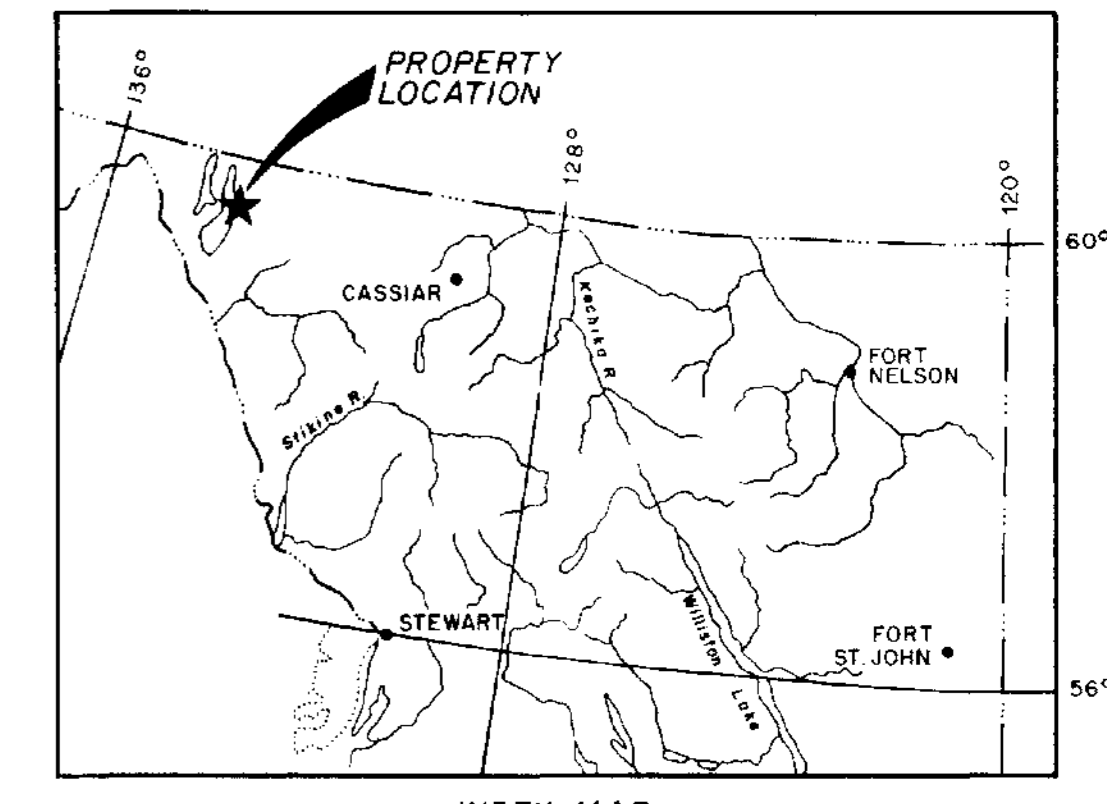 136°
PROPERTY
LOCATION
128°
120°
60°
CASSIAR
Kechika R.
FORT
NELSON
Stikine R.
STEWART
Williston
Lake
FORT
ST. JOHN
56°